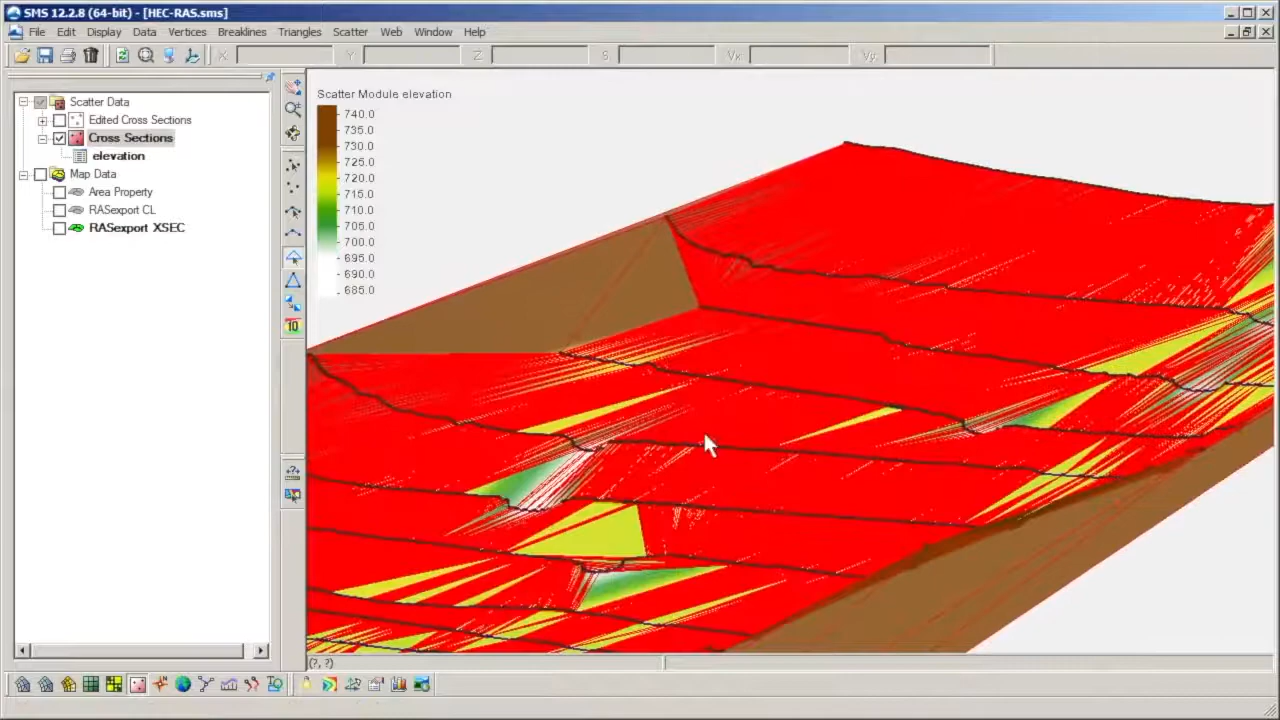 SMS 12.2.8 (64-bit) - [HEC-RAS.sms]
File Edit Display Data Vertices Breaklines Triangles Scatter Web Window Help
X: Y: Z: S: Vx: Vy:
Scatter Data
Edited Cross Sections
Cross Sections
elevation
Map Data
Area Property
RASexport CL
RASexport XSEC
10
Scatter Module elevation
740.0
735.0
730.0
725.0
720.0
715.0
710.0
705.0
700.0
695.0
690.0
685.0
(?, ?)